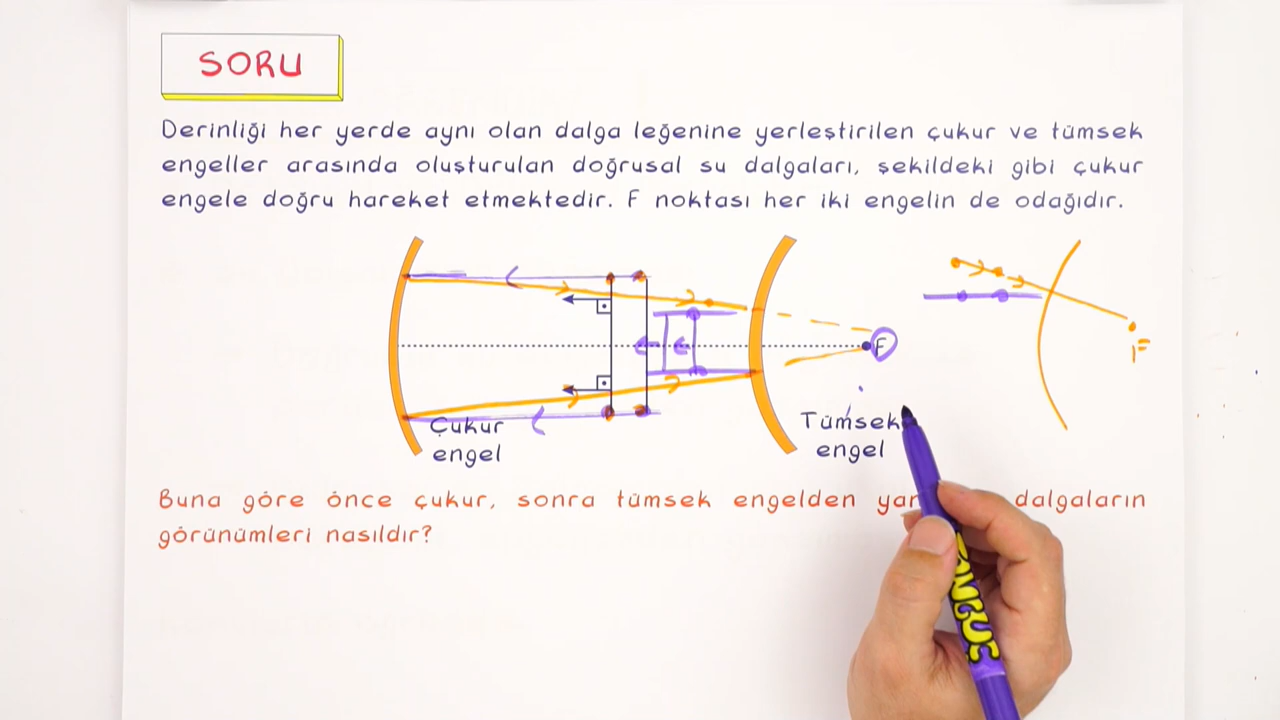 SORU
Derinliği her yerde aynı olan dalga leğenine yerleştirilen çukur ve tümsek
engeller arasında oluşturulan doğrusal su dalgaları, şekildeki gibi çukur
engele doğru hareket etmektedir. F noktası her iki engelin de odağıdır.
F
F
Çukur
engel
Tümsek
engel
Buna göre önce çukur, sonra tümsek engelden dalgaların
görünümleri nasıldır?